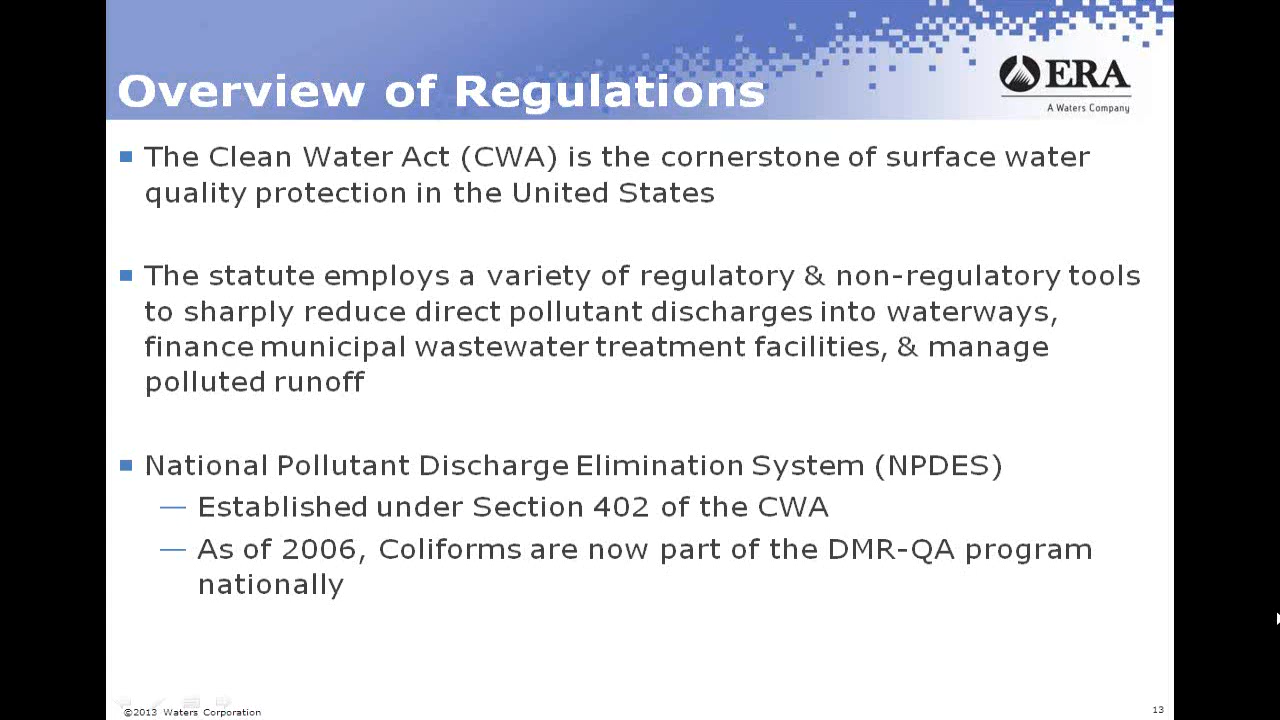 Overview of Regulations
ERA
A Waters Company
The Clean Water Act (CWA) is the cornerstone of surface water
quality protection in the United States
The statute employs a variety of regulatory & non-regulatory tools
to sharply reduce direct pollutant discharges into waterways,
finance municipal wastewater treatment facilities, & manage
polluted runoff
National Pollutant Discharge Elimination System (NPDES)
— Established under Section 402 of the CWA
— As of 2006, Coliforms are now part of the DMR-QA program
nationally
©2013 Waters Corporation
13